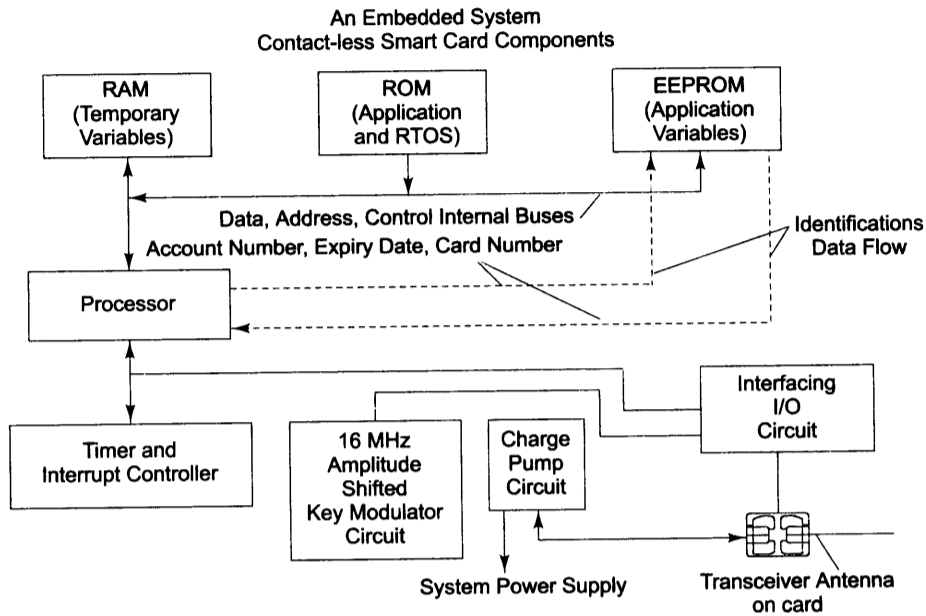 An Embedded System
Contact-less Smart Card Components
RAM
(Temporary
Variables)
ROM
(Application
and RTOS)
EEPROM
(Application
Variables)
Data, Address, Control Internal Buses
Account Number, Expiry Date, Card Number
Identifications
Data Flow
Processor
Timer and
Interrupt Controller
16 MHz
Amplitude
Shifted
Key Modulator
Circuit
Charge
Pump
Circuit
Interfacing
I/O
Circuit
System Power Supply
Transceiver Antenna
on card